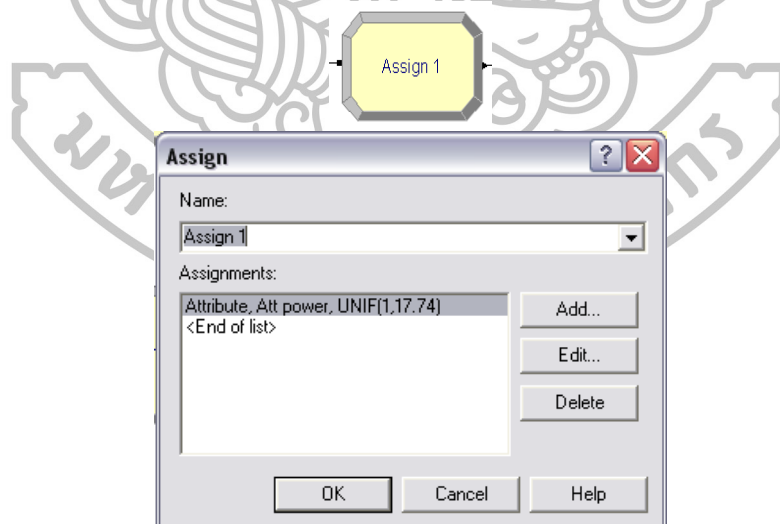 Assign 1
Assign
Name:
Assign 1
Assignments:
Attribute, Att power, UNIF(1,17.74)
<End of list>
Add...
Edit...
Delete
OK
Cancel
Help